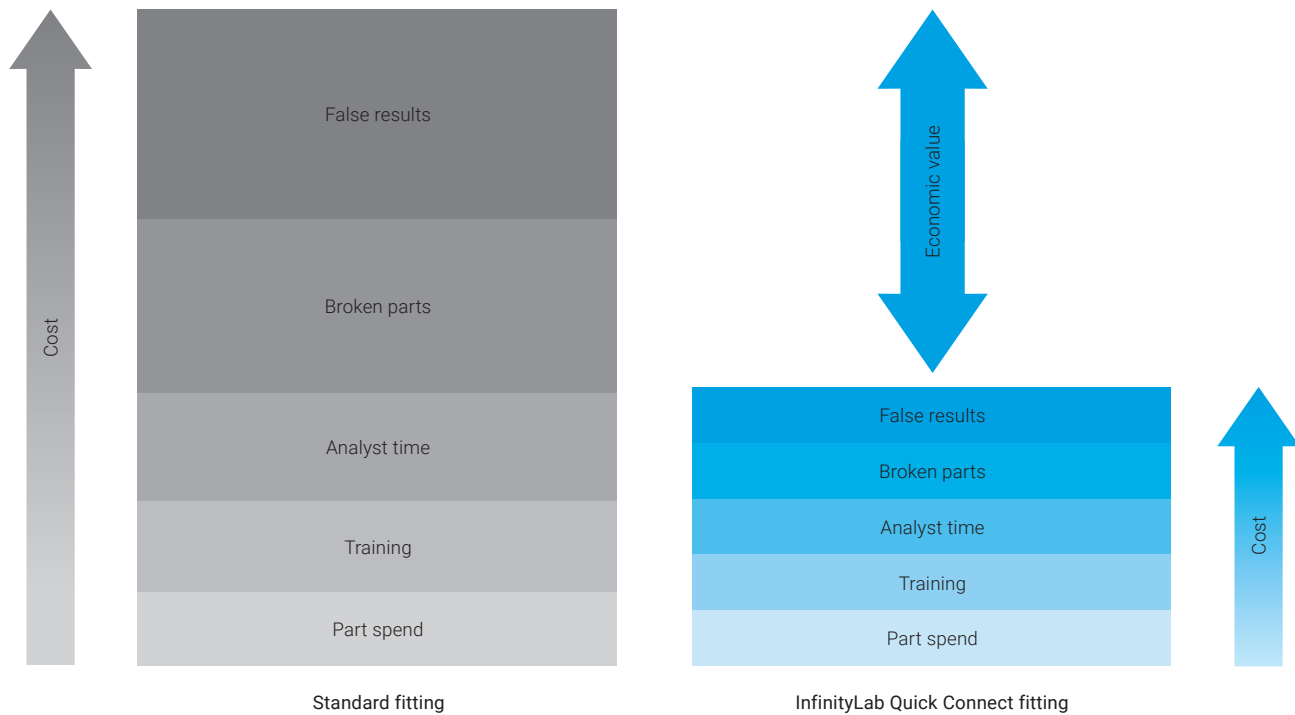 Cost
False results
Broken parts
Analyst time
Training
Part spend
Standard fitting
Economic value
False results
Broken parts
Analyst time
Training
Part spend
InfinityLab Quick Connect fitting
Cost